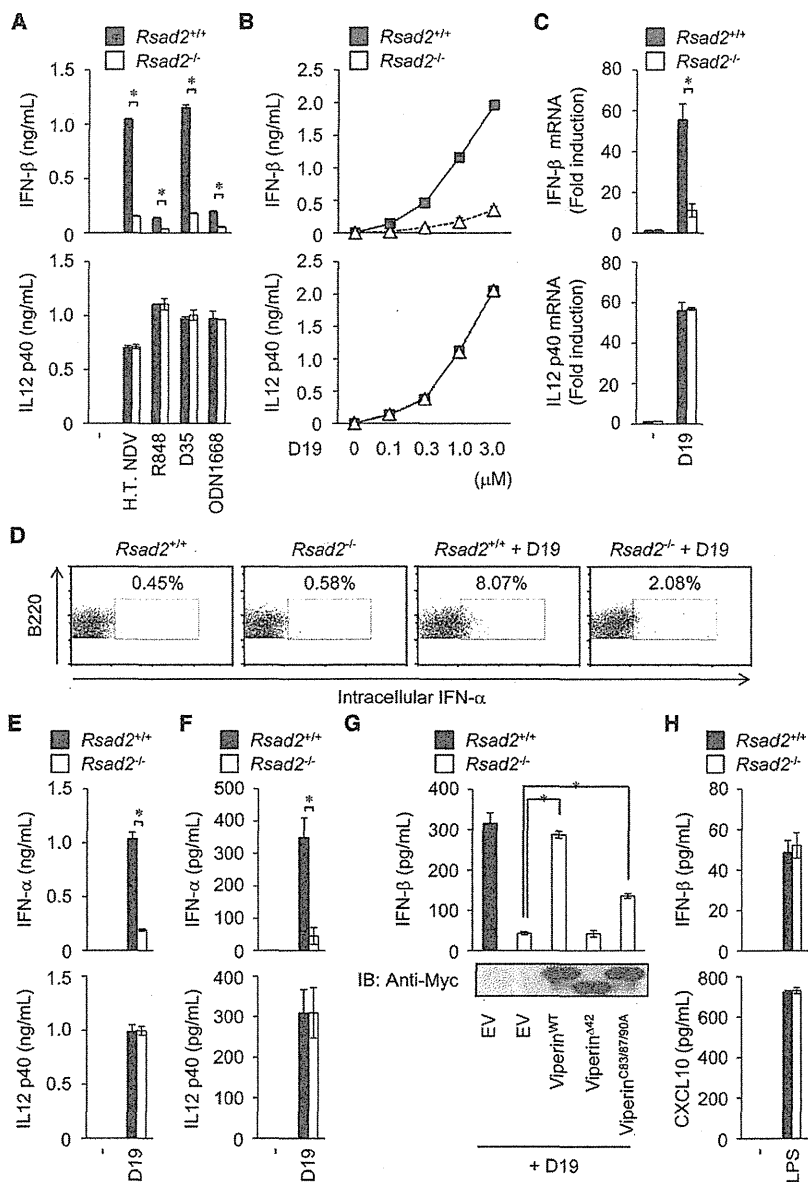 A
Rsad2+/+
Rsad2-/-
IFN-β (ng/mL)
1.5
1.0
0.5
0
*
*
*
*
IL12 p40 (ng/mL)
1.5
1.0
0.5
0
-
H.T. NDV
R848
D35
ODN1668
B
Rsad2+/+
Rsad2-/-
IFN-β (ng/mL)
2.5
2.0
1.5
1.0
0.5
0
IL12 p40 (ng/mL)
2.5
2.0
1.5
1.0
0.5
0
D19
0
0.1
0.3
1.0
3.0
(μM)
C
Rsad2+/+
Rsad2-/-
IFN-β mRNA
(Fold induction)
80
60
40
20
0
*
IL12 p40 mRNA
(Fold induction)
80
60
40
20
0
-
D19
D
Rsad2+/+
Rsad2-/-
Rsad2+/+ + D19
Rsad2-/- + D19
0.45%
0.58%
8.07%
2.08%
B220
Intracellular IFN-α
E
Rsad2+/+
Rsad2-/-
IFN-α (ng/mL)
1.5
1.0
0.5
0
*
IL12 p40 (ng/mL)
1.5
1.0
0.5
0
-
D19
F
Rsad2+/+
Rsad2-/-
IFN-α (pg/mL)
500
400
300
200
100
0
*
IL12 p40 (pg/mL)
400
300
200
100
0
-
D19
G
Rsad2+/+
Rsad2-/-
IFN-β (pg/mL)
400
300
200
100
0
*
*
IB: Anti-Myc
EV
EV
ViperinWT
ViperinΔ42
ViperinC83/87/90A
+ D19
H
Rsad2+/+
Rsad2-/-
IFN-β (pg/mL)
80
60
40
20
0
CXCL10 (pg/mL)
800
600
400
200
0
-
LPS